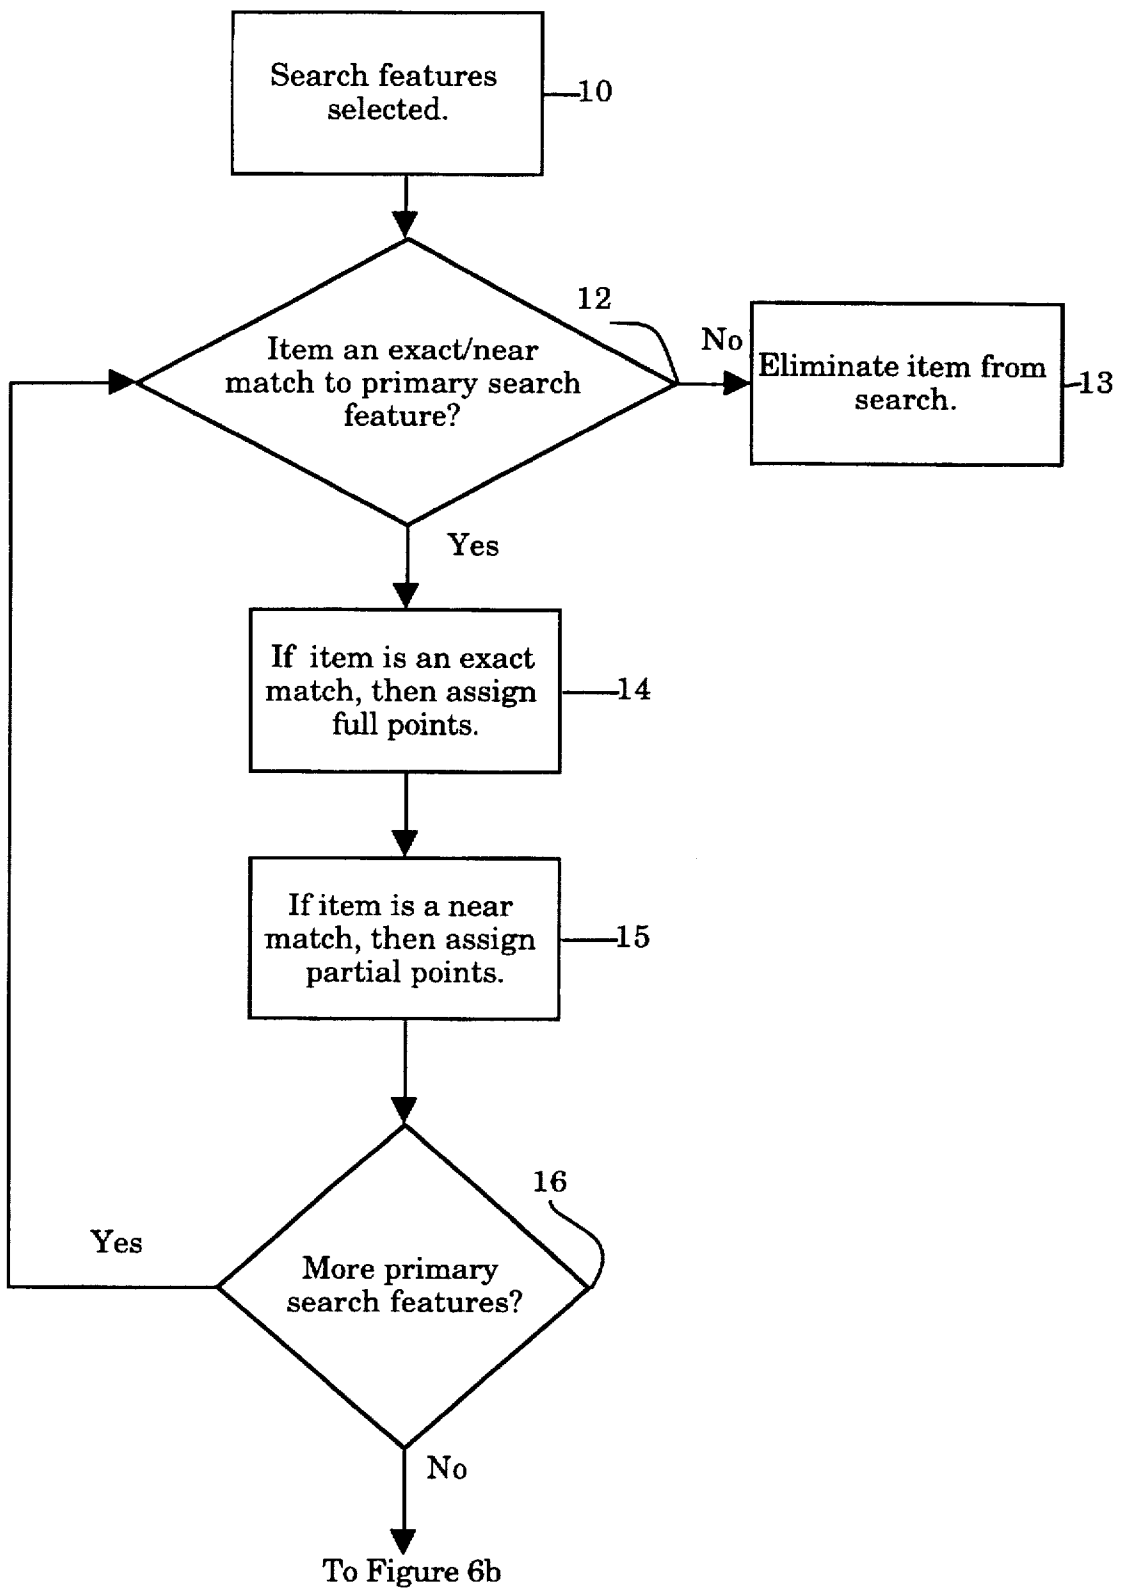 Search features
selected.
10
12
Item an exact/near
match to primary search
feature?
No
Eliminate item from
search.
13
Yes
If item is an exact
match, then assign
full points.
14
If item is a near
match, then assign
partial points.
15
16
Yes
More primary
search features?
No
To Figure 6b